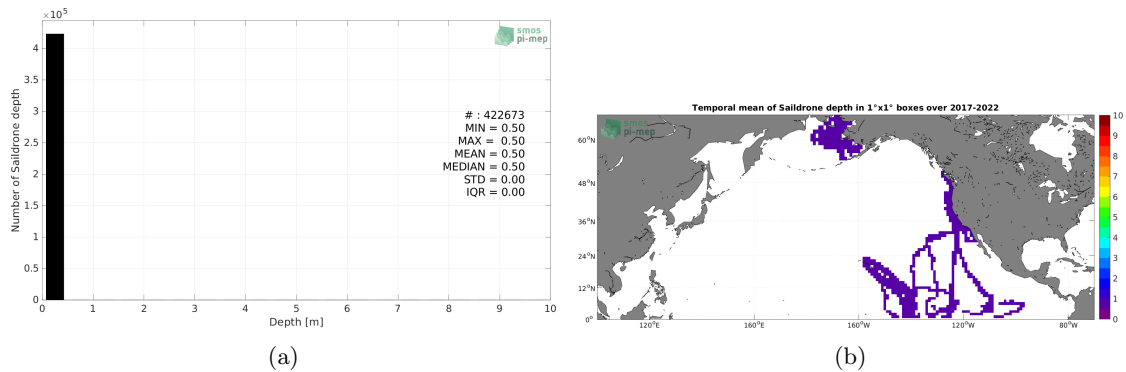 ×10⁵
smos
pi-mep
4
3.5
3
2.5
2
1.5
1
0.5
0
Number of Saildrone depth
# : 422673
MIN = 0.50
MAX = 0.50
MEAN = 0.50
MEDIAN = 0.50
STD = 0.00
IQR = 0.00
0 1 2 3 4 5 6 7 8 9 10
Depth [m]
(a)
Temporal mean of Saildrone depth in 1°x1° boxes over 2017-2022
smos
pi-mep
60°N
48°N
36°N
24°N
12°N
0°
120°E 160°E 160°W 120°W 80°W
10
9
8
7
6
5
4
3
2
1
0
(b)